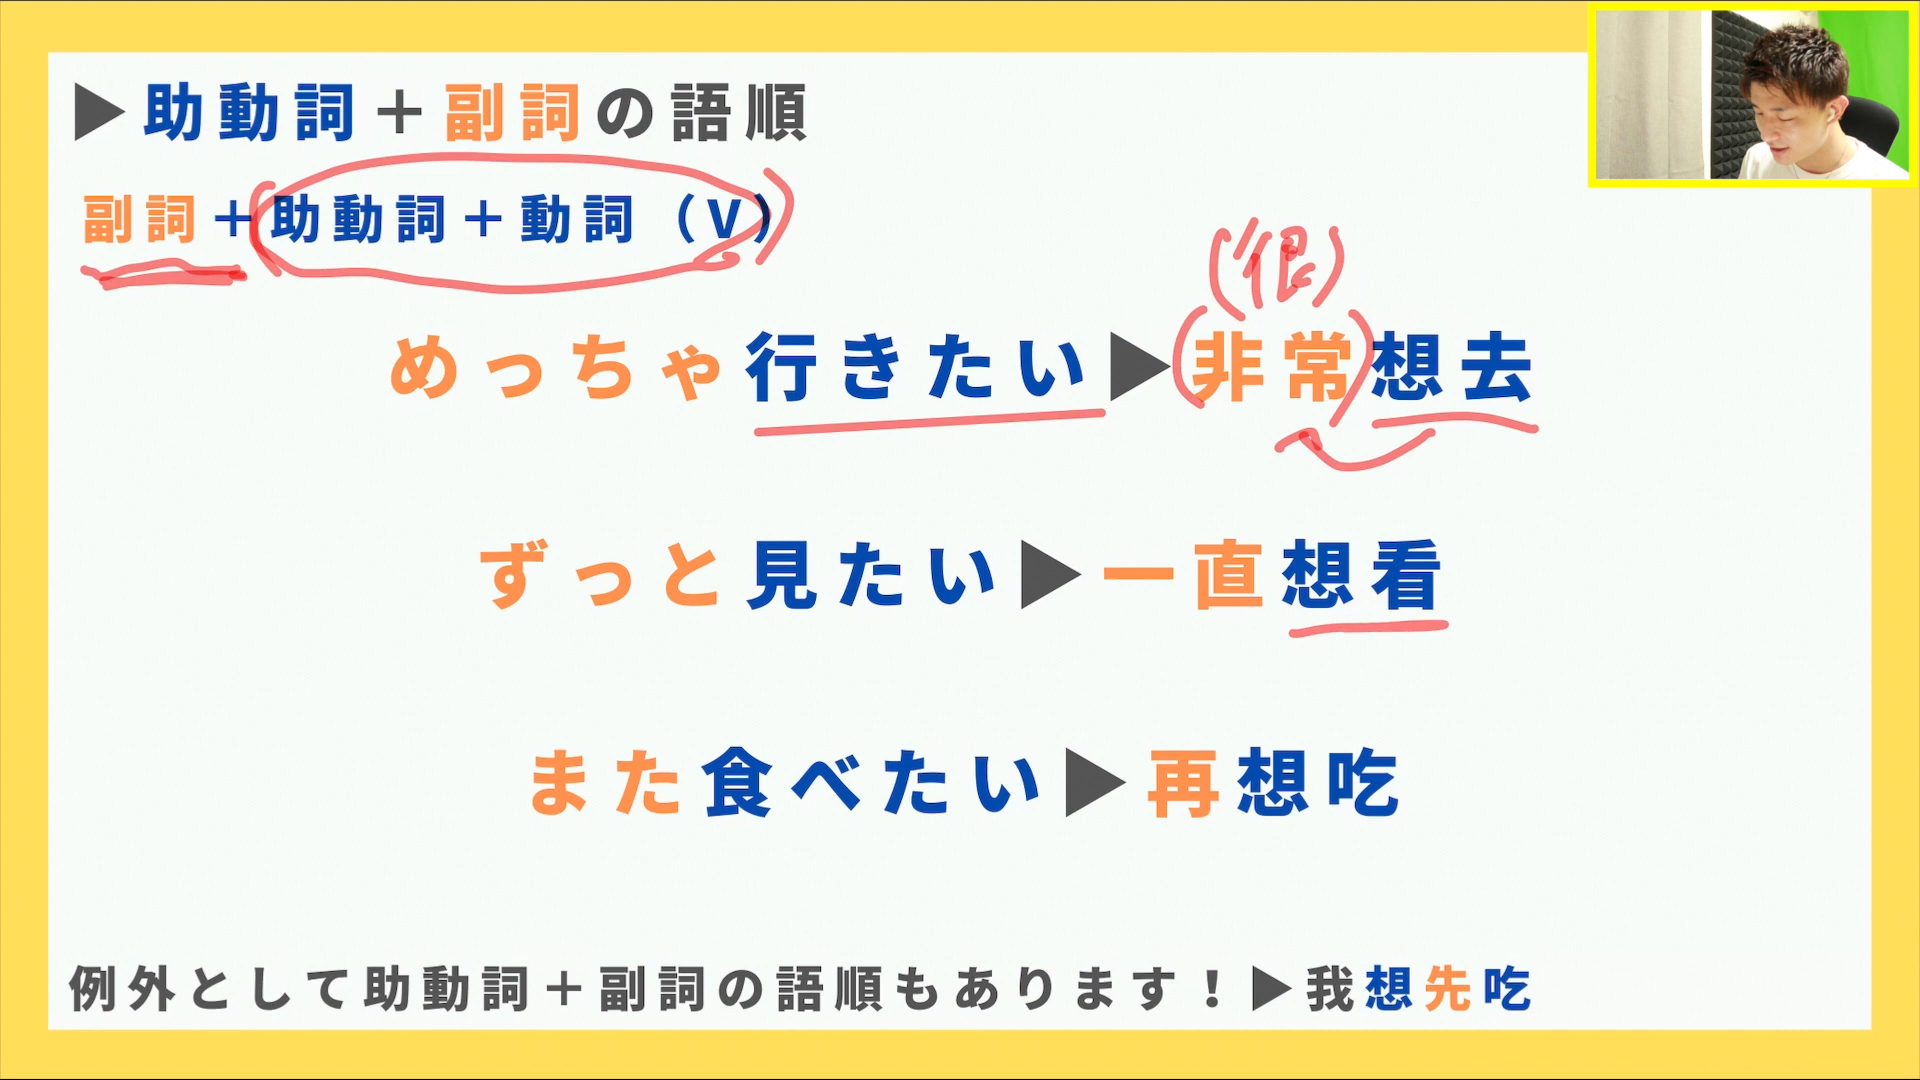 ▶助動詞＋副詞の語順
副詞＋助動詞＋動詞（V）
(很)
めっちゃ行きたい▶非常想去
ずっと見たい▶一直想看
また食べたい▶再想吃
例外として助動詞＋副詞の語順もあります！▶我想先吃